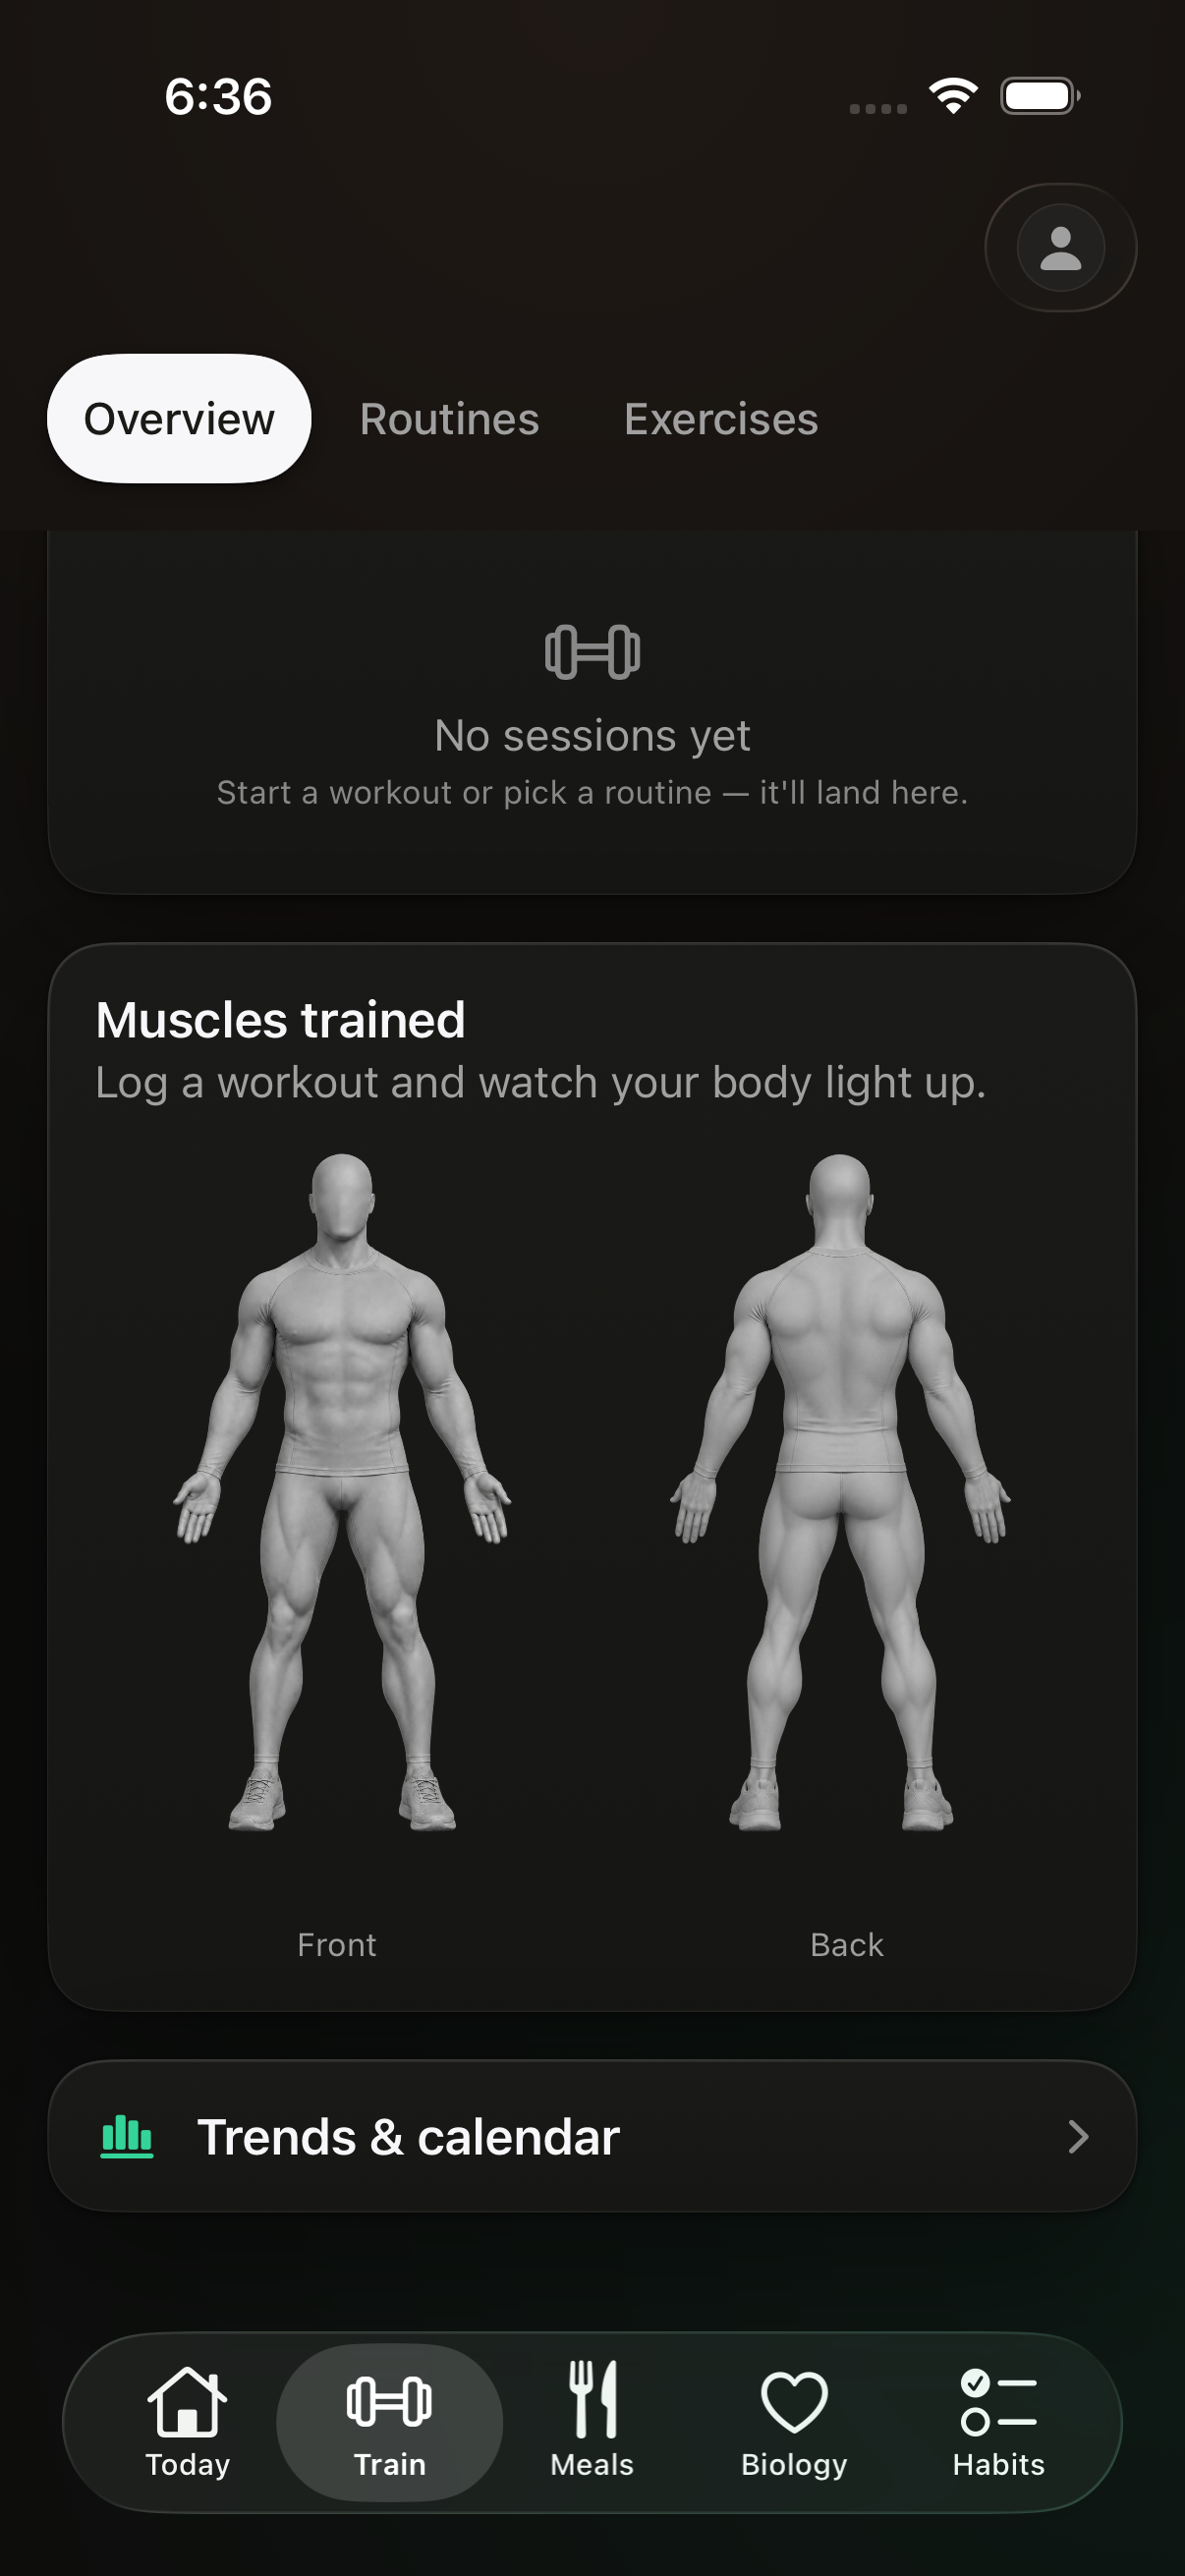 6:36
Overview
Routines
Exercises
No sessions yet
Start a workout or pick a routine — it'll land here.
Muscles trained
Log a workout and watch your body light up.
Front
Back
Trends & calendar
Today
Train
Meals
Biology
Habits